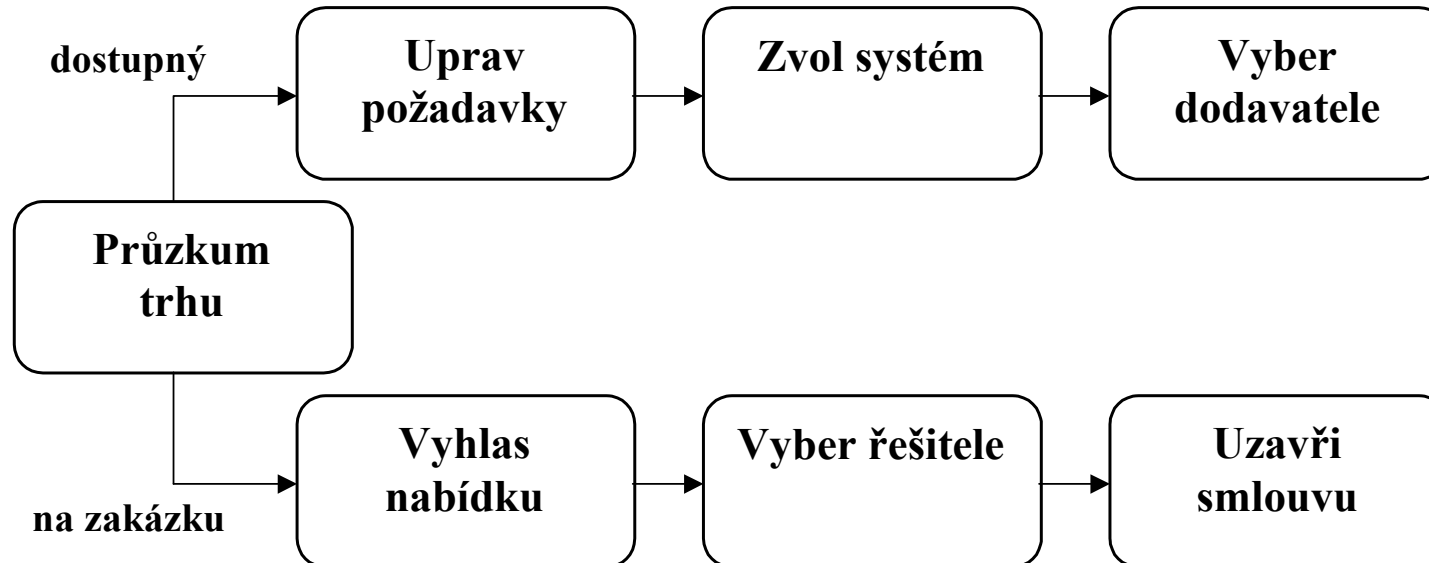 dostupný
Uprav
požadavky
Zvol systém
Vyber
dodavatele
Průzkum
trhu
na zakázku
Vyhlas
nabídku
Vyber řešitele
Uzavři
smlouvu